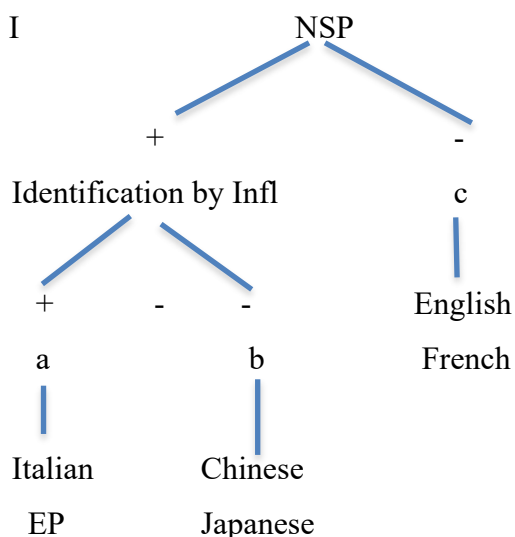 I NSP
+ -
Identification by Infl c
+ - - English
a b French
Italian Chinese
EP Japanese